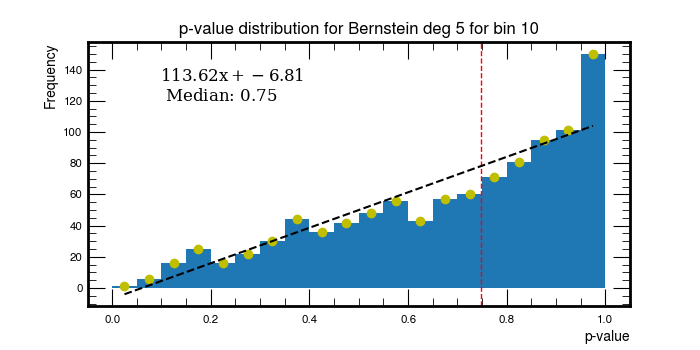 p-value distribution for Bernstein deg 5 for bin 10
Frequency
113.62x + − 6.81
Median: 0.75
140
120
100
80
60
40
20
0
0.0 0.2 0.4 0.6 0.8 1.0
p-value